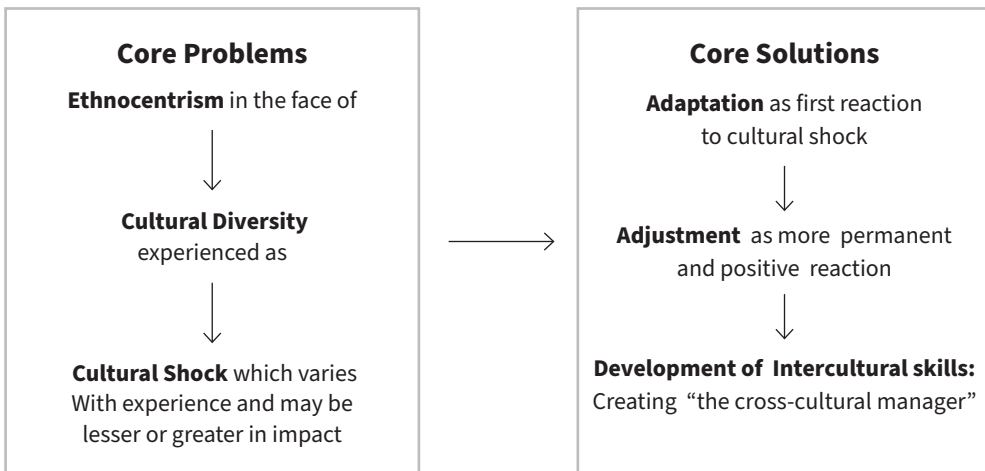 Core Problems
Ethnocentrism in the face of
Cultural Diversity
experienced as
Cultural Shock which varies
With experience and may be
lesser or greater in impact
Core Solutions
Adaptation as first reaction
to cultural shock
Adjustment as more permanent
and positive reaction
Development of Intercultural skills:
Creating “the cross-cultural manager”